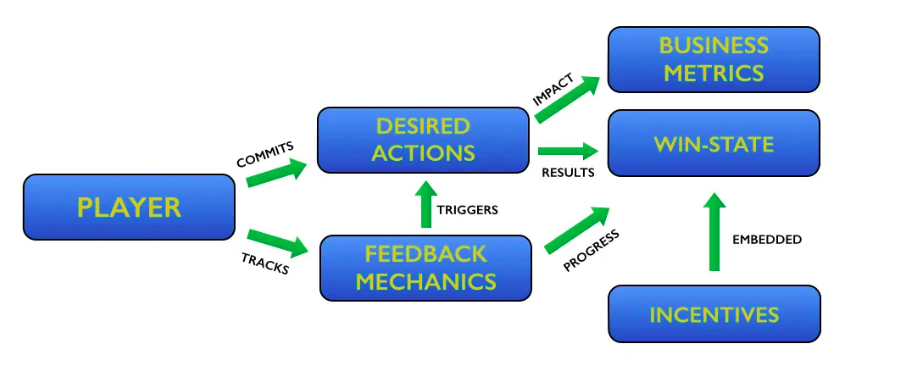 BUSINESS
METRICS
IMPACT
DESIRED
ACTIONS
WIN-STATE
COMMITS
RESULTS
PLAYER
TRIGGERS
TRACKS
FEEDBACK
MECHANICS
PROGRESS
EMBEDDED
INCENTIVES